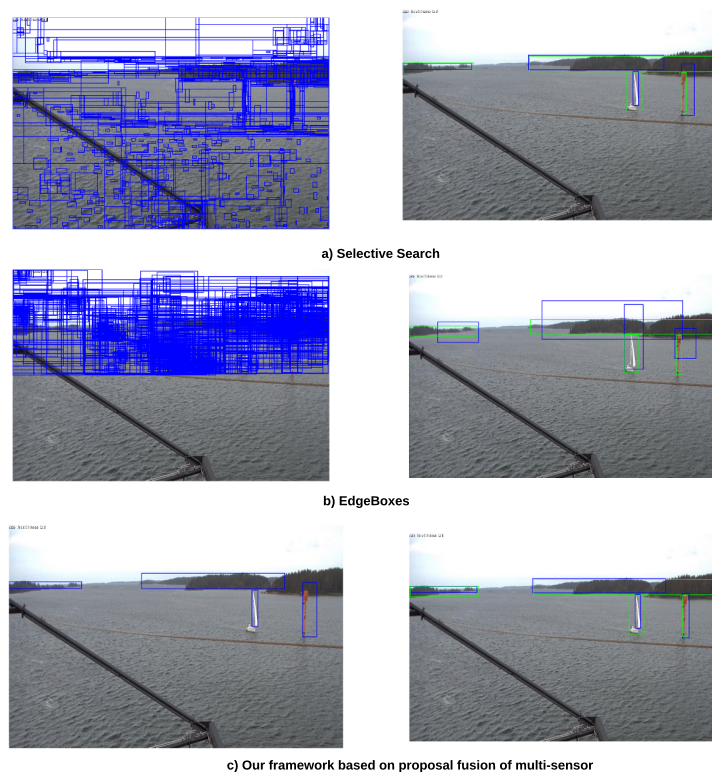 a) Selective Search
b) EdgeBoxes
c) Our framework based on proposal fusion of multi-sensor